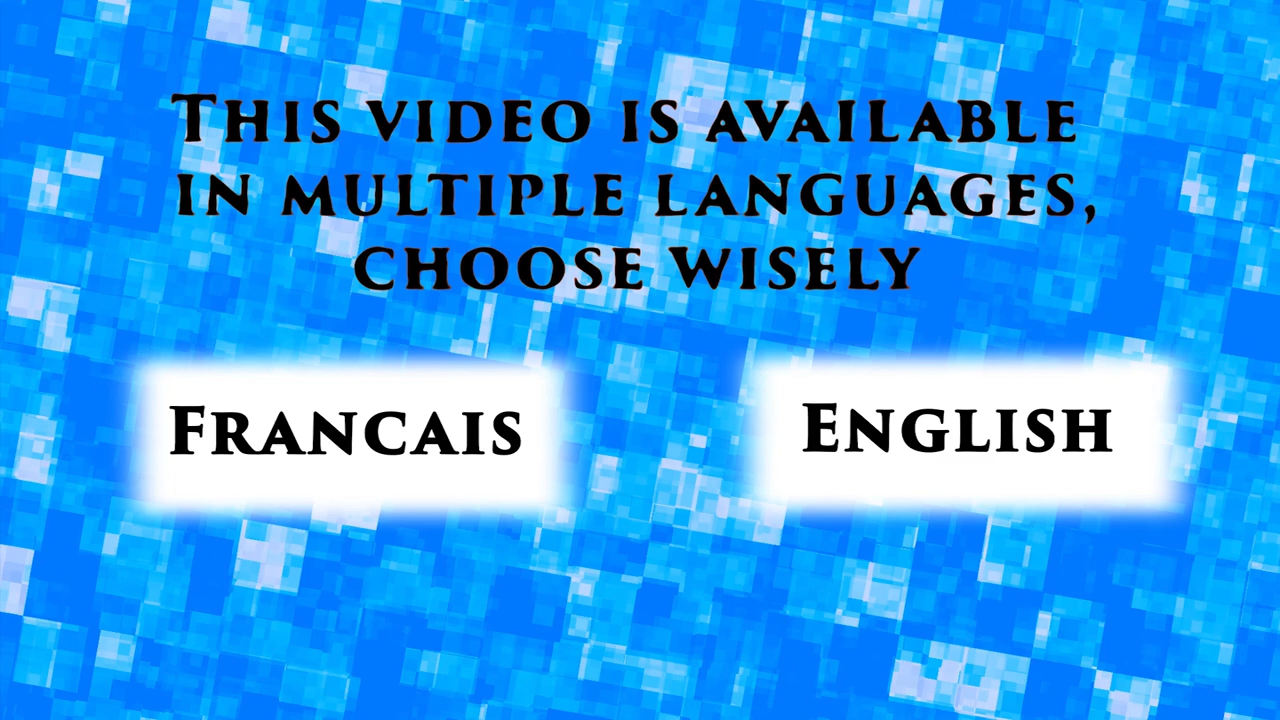 This video is available
in multiple languages,
choose wisely
Francais
English